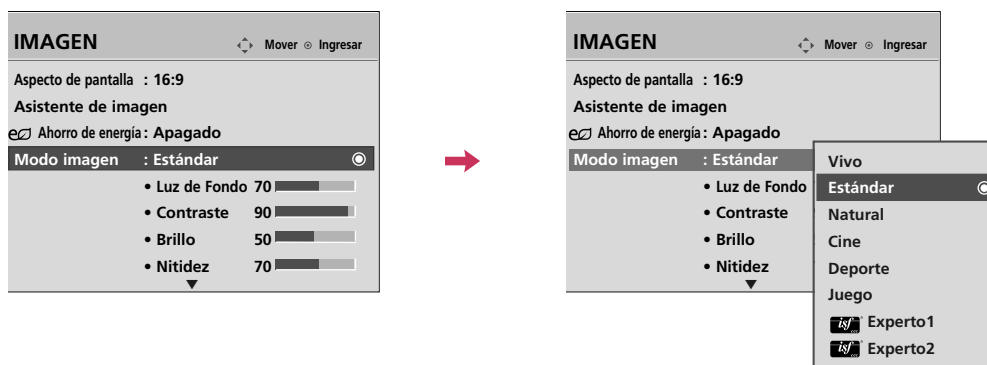 IMAGEN Mover Ingresar
Aspecto de pantalla : 16:9
Asistente de imagen
Ahorro de energía : Apagado
Modo imagen : Estándar
• Luz de Fondo 70
• Contraste 90
• Brillo 50
• Nitidez 70
IMAGEN Mover Ingresar
Aspecto de pantalla : 16:9
Asistente de imagen
Ahorro de energía : Apagado
Modo imagen : Estándar
• Luz de Fondo
• Contraste
• Brillo
• Nitidez
Vivo
Estándar
Natural
Cine
Deporte
Juego
isf Experto1
isf Experto2